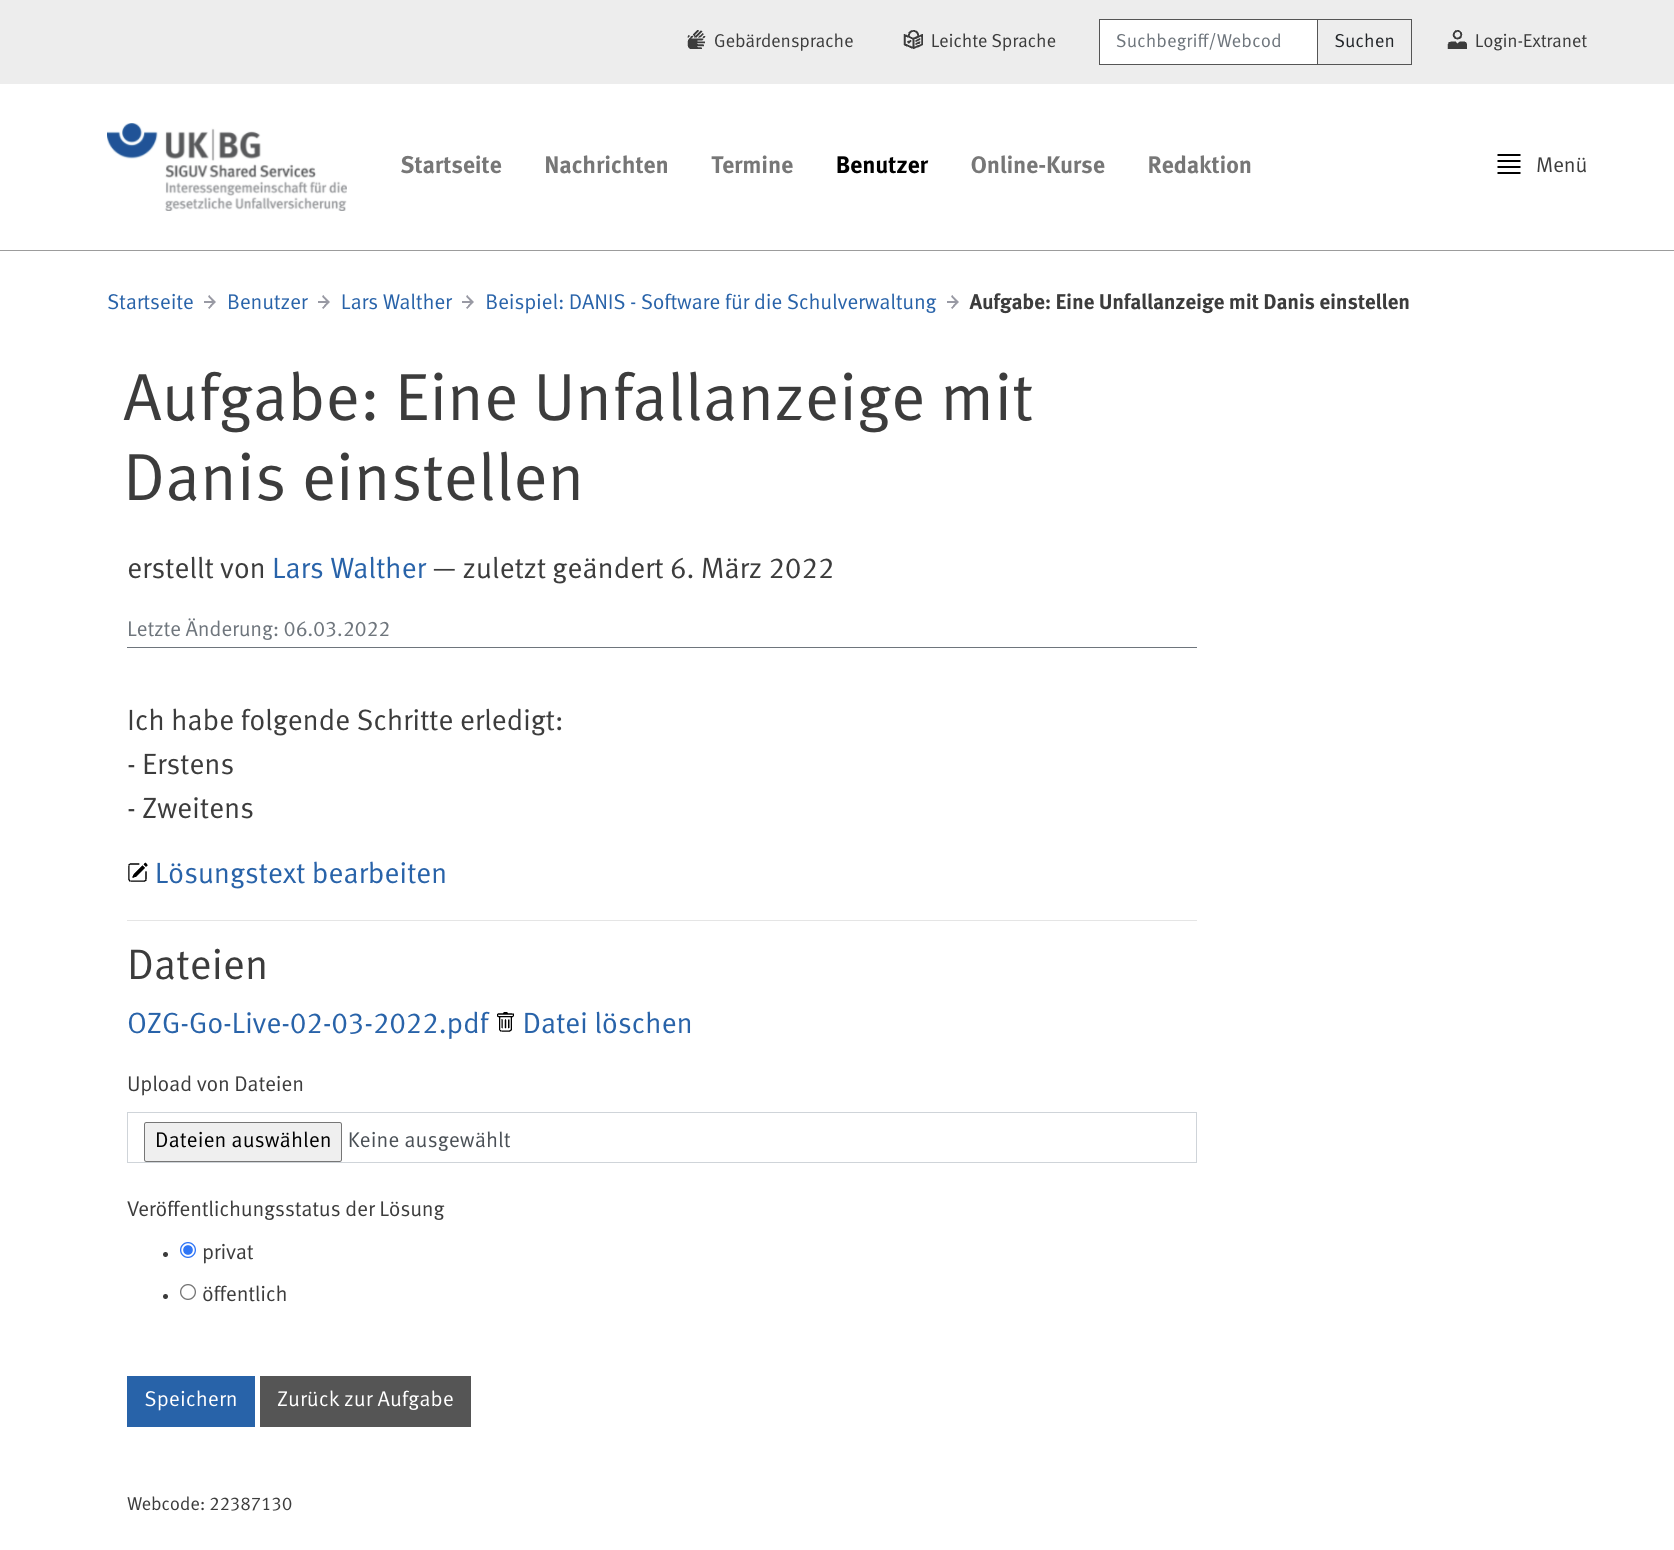 Gebärdensprache
Leichte Sprache
Suchbegriff/Webcod
Suchen
Login-Extranet
UK|BG
SIGUV Shared Services
Interessengemeinschaft für die
gesetzliche Unfallversicherung
Startseite
Nachrichten
Termine
Benutzer
Online-Kurse
Redaktion
Menü
Startseite → Benutzer → Lars Walther → Beispiel: DANIS - Software für die Schulverwaltung → Aufgabe: Eine Unfallanzeige mit Danis einstellen
Aufgabe: Eine Unfallanzeige mit
Danis einstellen
erstellt von Lars Walther — zuletzt geändert 6. März 2022
Letzte Änderung: 06.03.2022
Ich habe folgende Schritte erledigt:
- Erstens
- Zweitens
Lösungstext bearbeiten
Dateien
OZG-Go-Live-02-03-2022.pdf Datei löschen
Upload von Dateien
Dateien auswählen Keine ausgewählt
Veröffentlichungsstatus der Lösung
• privat
• öffentlich
Speichern
Zurück zur Aufgabe
Webcode: 22387130